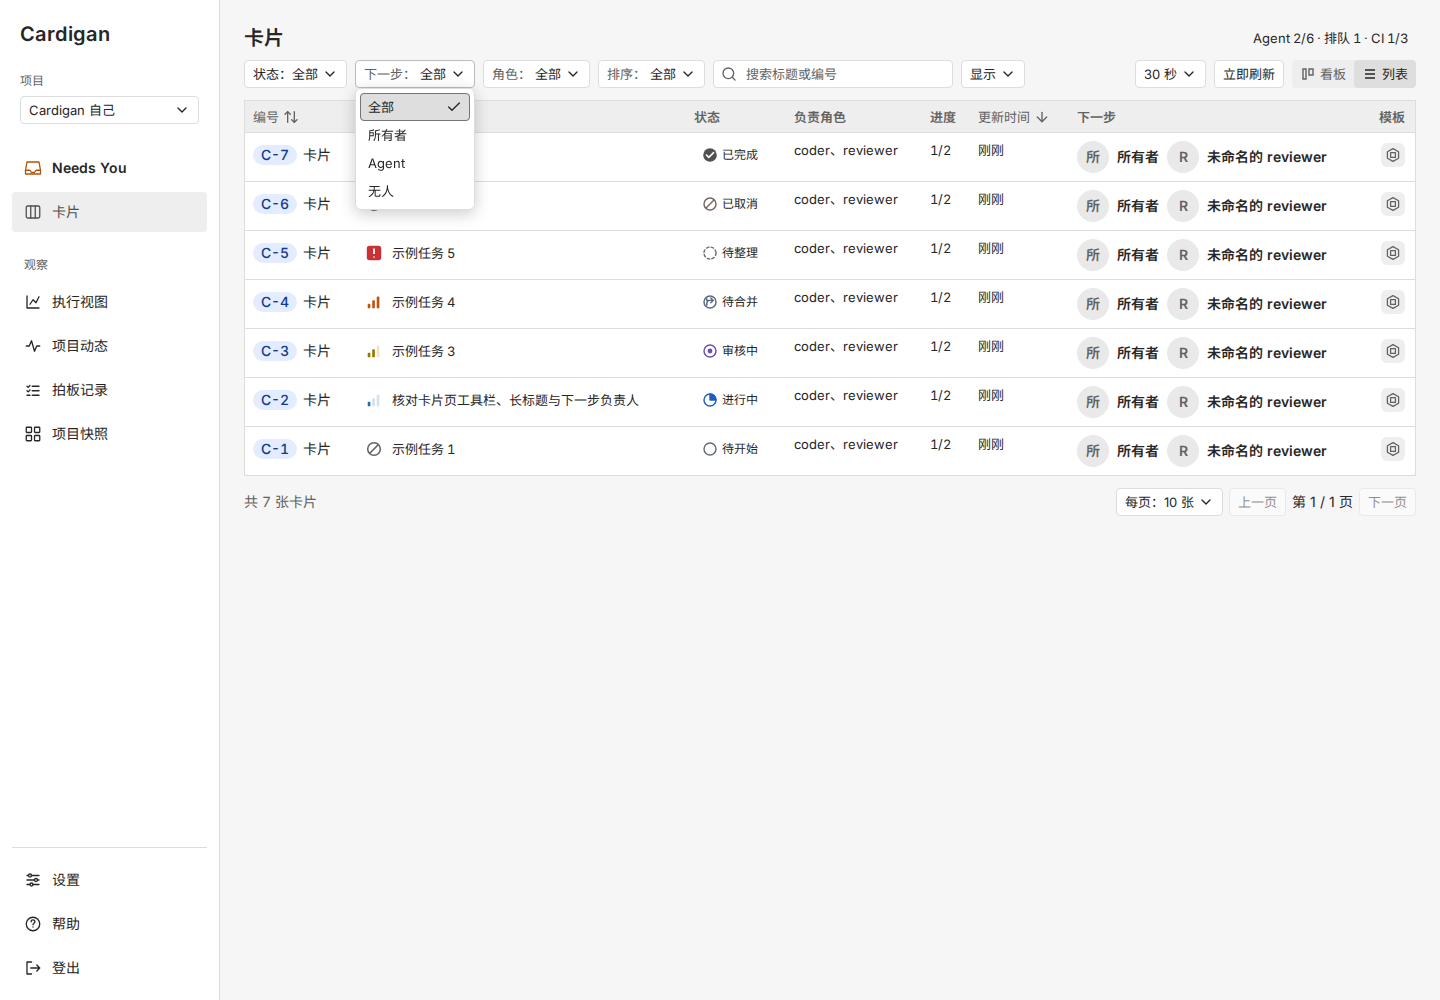 Cardigan
项目
Cardigan 自己
Needs You
卡片
观察
执行视图
项目动态
拍板记录
项目快照
设置
帮助
登出
卡片
Agent 2/6 · 排队 1 · CI 1/3
状态：全部
下一步： 全部
角色： 全部
排序： 全部
搜索标题或编号
显示
30 秒
立即刷新
看板
列表
全部
所有者
Agent
无人
编号 状态 负责角色 进度 更新时间 下一步 模板
C-7 卡片 已完成 coder、reviewer 1/2 刚刚 所 所有者 R 未命名的 reviewer
C-6 卡片 已取消 coder、reviewer 1/2 刚刚 所 所有者 R 未命名的 reviewer
C-5 卡片 示例任务 5 待整理 coder、reviewer 1/2 刚刚 所 所有者 R 未命名的 reviewer
C-4 卡片 示例任务 4 待合并 coder、reviewer 1/2 刚刚 所 所有者 R 未命名的 reviewer
C-3 卡片 示例任务 3 审核中 coder、reviewer 1/2 刚刚 所 所有者 R 未命名的 reviewer
C-2 卡片 核对卡片页工具栏、长标题与下一步负责人 进行中 coder、reviewer 1/2 刚刚 所 所有者 R 未命名的 reviewer
C-1 卡片 示例任务 1 待开始 coder、reviewer 1/2 刚刚 所 所有者 R 未命名的 reviewer
共 7 张卡片
每页：10 张
上一页
第 1 / 1 页
下一页